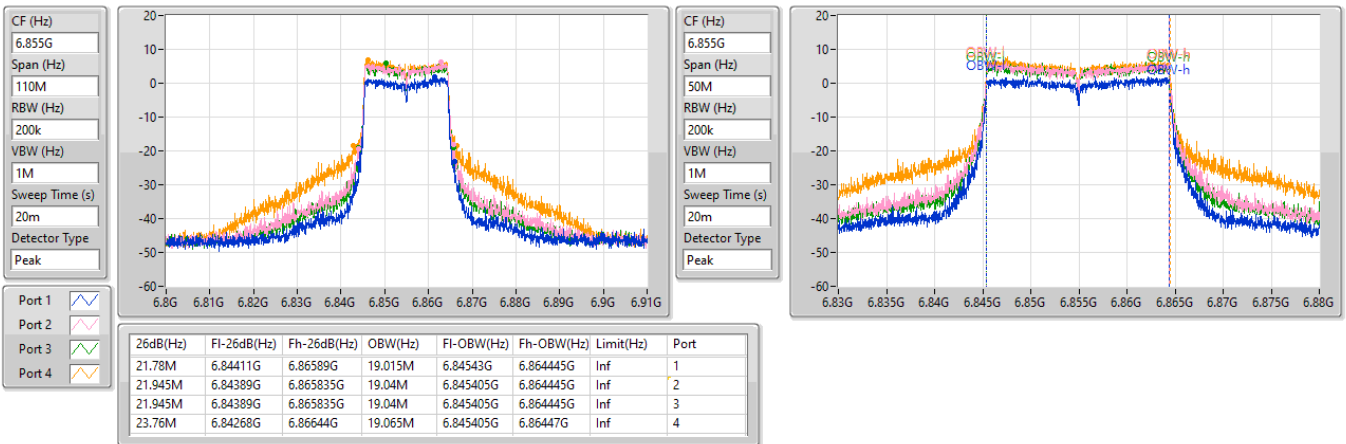 CF (Hz)
6.855G
Span (Hz)
110M
RBW (Hz)
200k
VBW (Hz)
1M
Sweep Time (s)
20m
Detector Type
Peak
20
10
0
-10
-20
-30
-40
-50
-60
6.8G 6.81G 6.82G 6.83G 6.84G 6.85G 6.86G 6.87G 6.88G 6.89G 6.9G 6.91G
CF (Hz)
6.855G
Span (Hz)
50M
RBW (Hz)
200k
VBW (Hz)
1M
Sweep Time (s)
20m
Detector Type
Peak
20
10
0
-10
-20
-30
-40
-50
-60
OBW-h
OBW-h
6.83G 6.835G 6.84G 6.845G 6.85G 6.855G 6.86G 6.865G 6.87G 6.875G 6.88G
Port 1
Port 2
Port 3
Port 4
26dB(Hz) Fl-26dB(Hz) Fh-26dB(Hz) OBW(Hz) Fl-OBW(Hz) Fh-OBW(Hz) Limit(Hz) Port
21.78M 6.84411G 6.86589G 19.015M 6.84543G 6.864445G Inf 1
21.945M 6.84389G 6.865835G 19.04M 6.845405G 6.864445G Inf 2
21.945M 6.84389G 6.865835G 19.04M 6.845405G 6.864445G Inf 3
23.76M 6.84268G 6.86644G 19.065M 6.845405G 6.86447G Inf 4